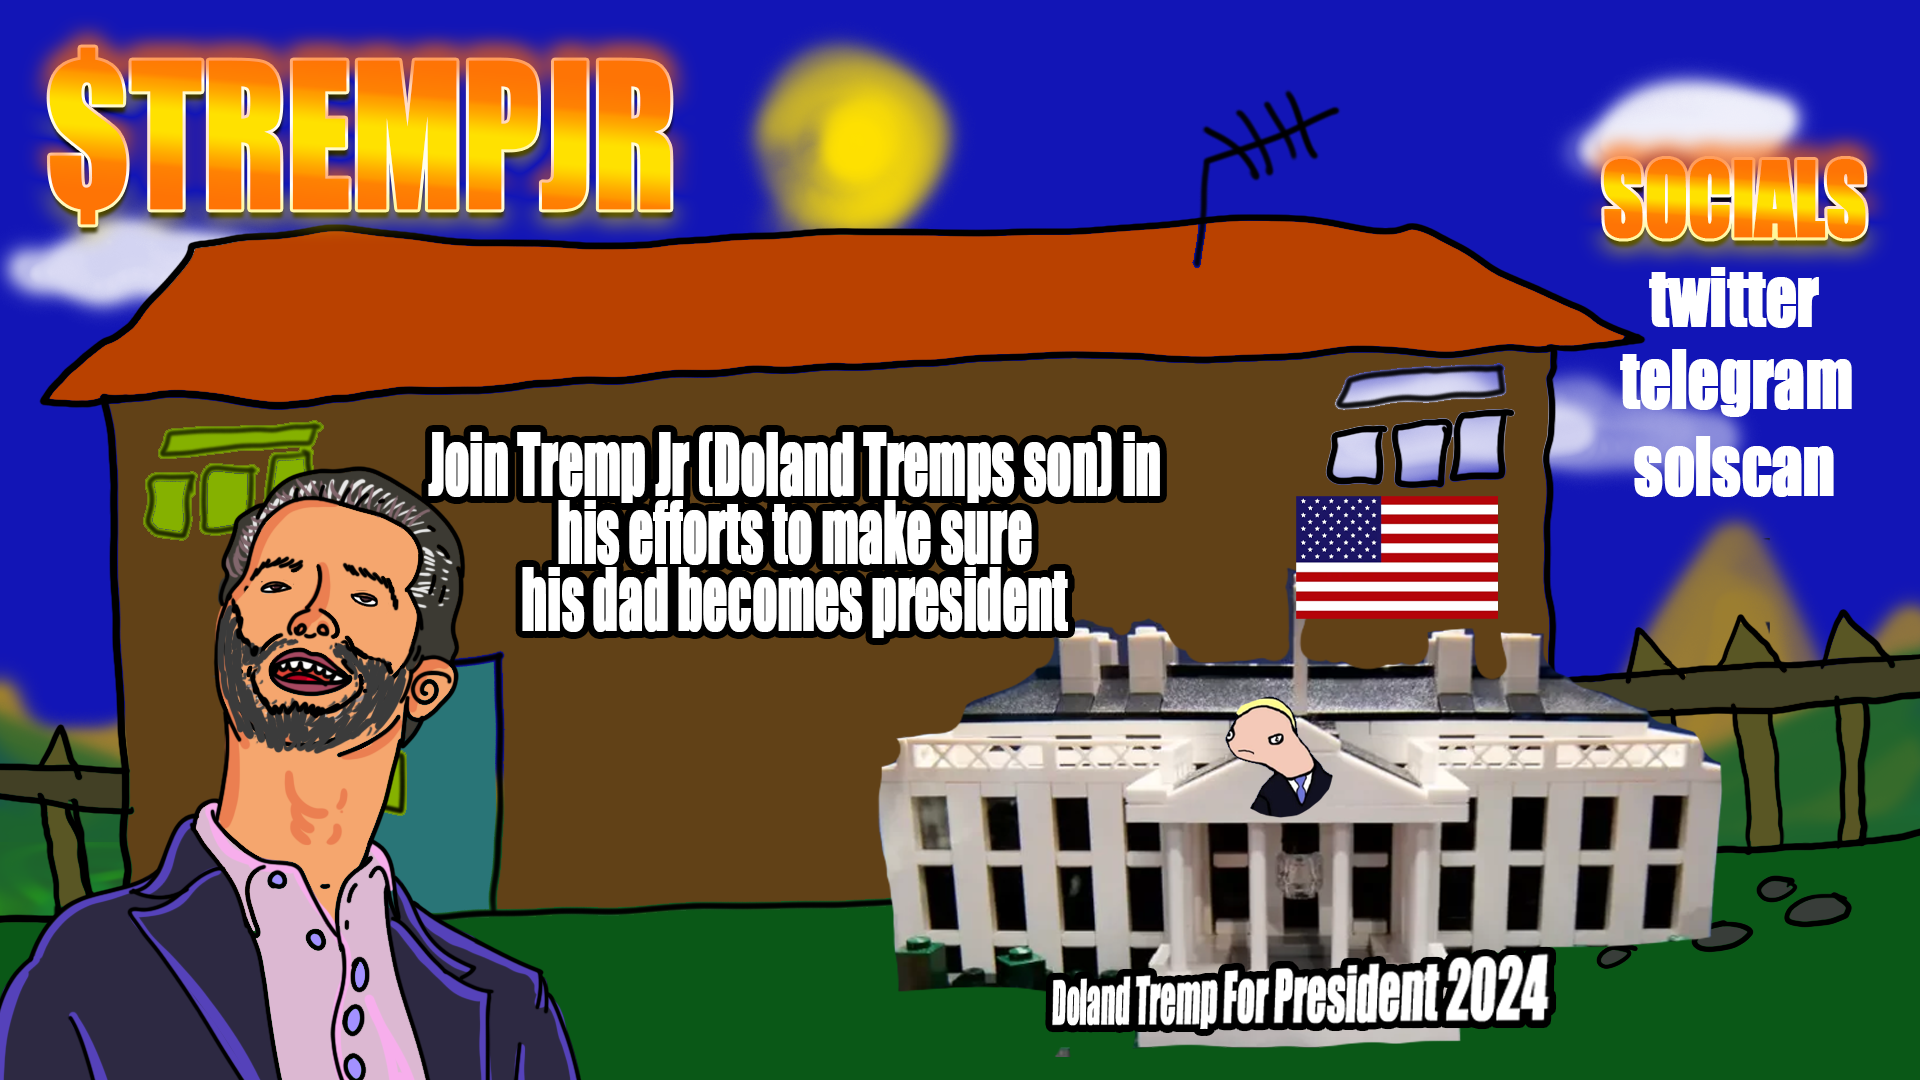 $TREMPJR
SOCIALS
twitter
telegram
solscan
Join Tremp Jr (Doland Tremps son) in
his efforts to make sure
his dad becomes president
Doland Tremp For President 2024